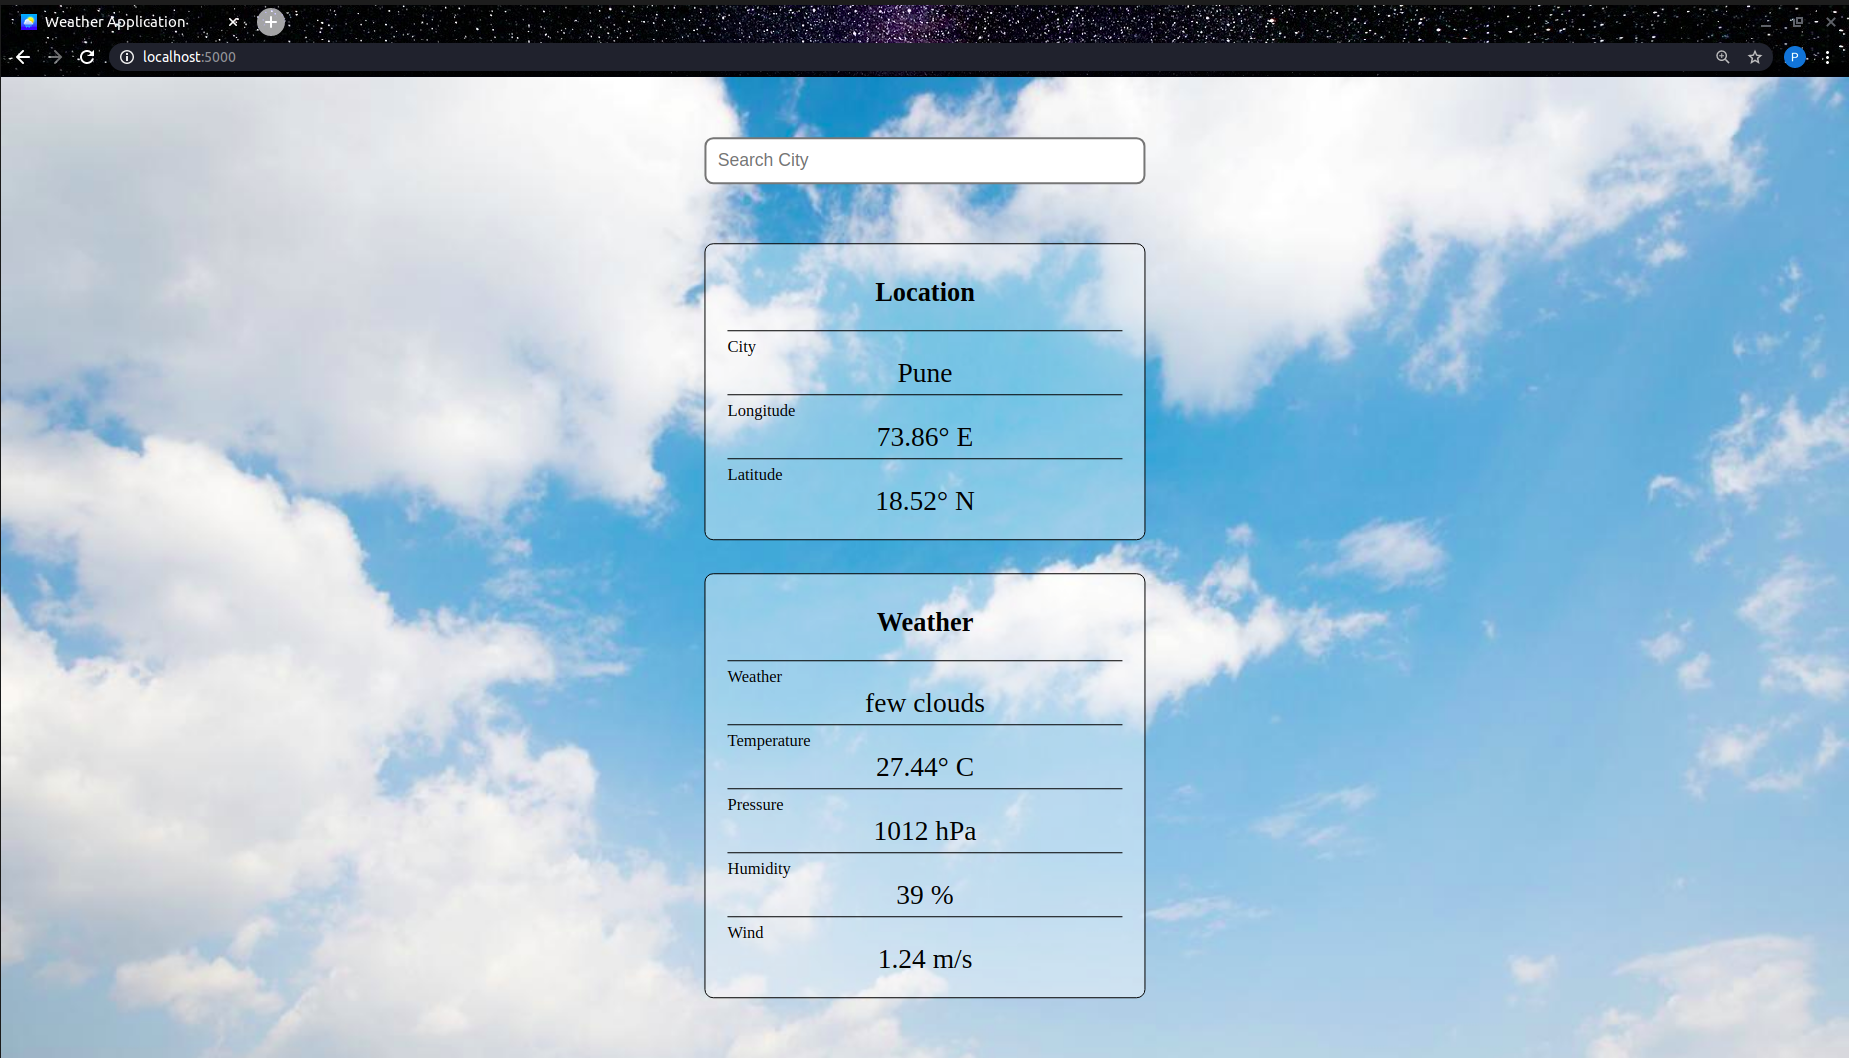 Weather Application
localhost:5000
P
Search City
Location
City
Pune
Longitude
73.86° E
Latitude
18.52° N
Weather
Weather
few clouds
Temperature
27.44° C
Pressure
1012 hPa
Humidity
39 %
Wind
1.24 m/s